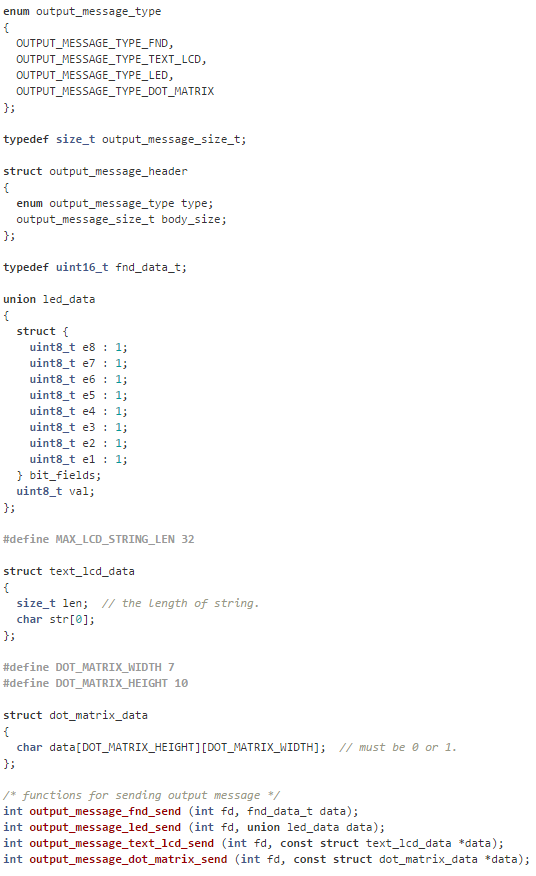 enum output_message_type
{
  OUTPUT_MESSAGE_TYPE_FND,
  OUTPUT_MESSAGE_TYPE_TEXT_LCD,
  OUTPUT_MESSAGE_TYPE_LED,
  OUTPUT_MESSAGE_TYPE_DOT_MATRIX
};

typedef size_t output_message_size_t;

struct output_message_header
{
  enum output_message_type type;
  output_message_size_t body_size;
};

typedef uint16_t fnd_data_t;

union led_data
{
  struct {
    uint8_t e8 : 1;
    uint8_t e7 : 1;
    uint8_t e6 : 1;
    uint8_t e5 : 1;
    uint8_t e4 : 1;
    uint8_t e3 : 1;
    uint8_t e2 : 1;
    uint8_t e1 : 1;
  } bit_fields;
  uint8_t val;
};

#define MAX_LCD_STRING_LEN 32

struct text_lcd_data
{
  size_t len;  // the length of string.
  char str[0];
};

#define DOT_MATRIX_WIDTH 7
#define DOT_MATRIX_HEIGHT 10

struct dot_matrix_data
{
  char data[DOT_MATRIX_HEIGHT][DOT_MATRIX_WIDTH];  // must be 0 or 1.
};

/* functions for sending output message */
int output_message_fnd_send (int fd, fnd_data_t data);
int output_message_led_send (int fd, union led_data data);
int output_message_text_lcd_send (int fd, const struct text_lcd_data *data);
int output_message_dot_matrix_send (int fd, const struct dot_matrix_data *data);